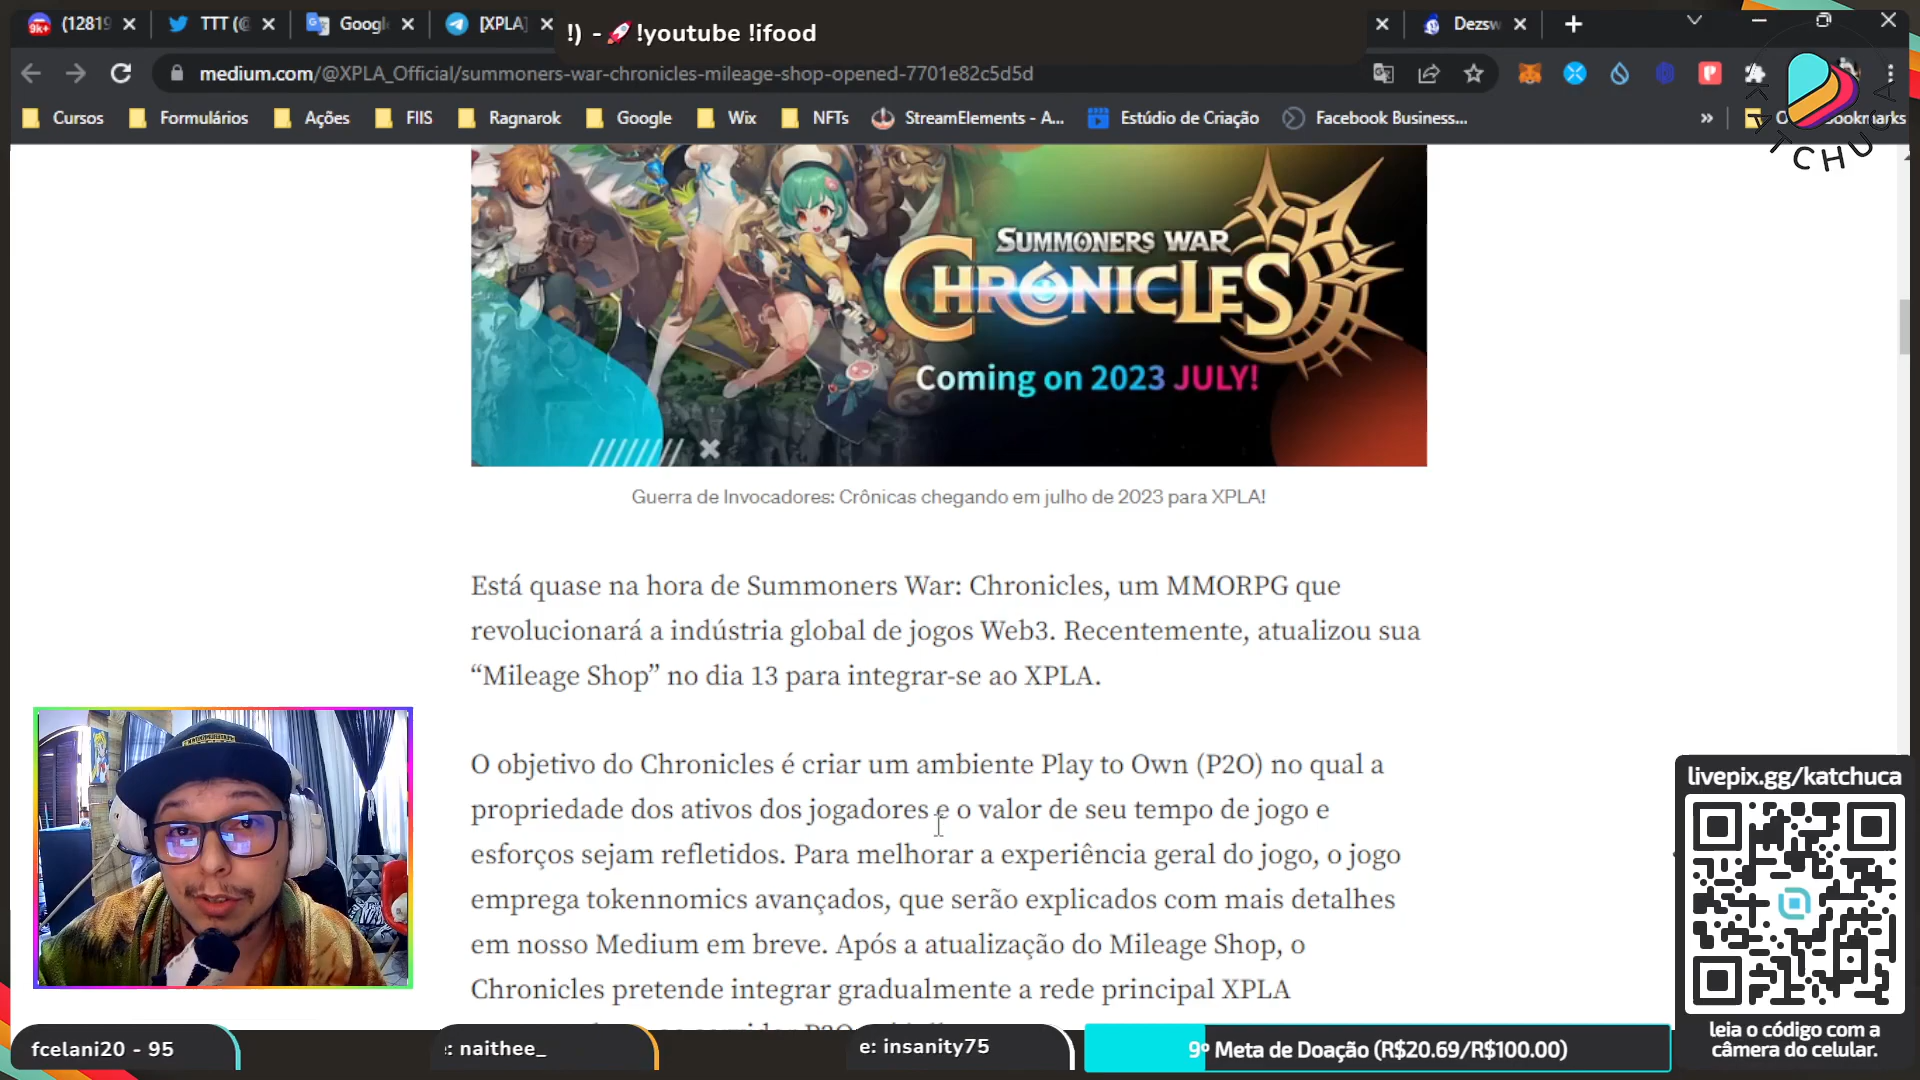 (12819
TTT (@
Googl
[XPLA]
!) -🚀!youtube !ifood
Dezsw
medium.com/@XPLA_Official/summoners-war-chronicles-mileage-shop-opened-7701e82c5d5d
Cursos
Formulários
Ações
FIIS
Ragnarok
Google
Wix
NFTs
StreamElements - A...
Estúdio de Criação
Facebook Business...
»
ookmarks
KATCHUCA
SUMMONERS WAR
CHRONICLES
Coming on 2023 JULY!
Guerra de Invocadores: Crônicas chegando em julho de 2023 para XPLA!
Está quase na hora de Summoners War: Chronicles, um MMORPG que
revolucionará a indústria global de jogos Web3. Recentemente, atualizou sua
“Mileage Shop” no dia 13 para integrar-se ao XPLA.
O objetivo do Chronicles é criar um ambiente Play to Own (P2O) no qual a
propriedade dos ativos dos jogadores e o valor de seu tempo de jogo e
esforços sejam refletidos. Para melhorar a experiência geral do jogo, o jogo
emprega tokennomics avançados, que serão explicados com mais detalhes
em nosso Medium em breve. Após a atualização do Mileage Shop, o
Chronicles pretende integrar gradualmente a rede principal XPLA
livepix.gg/katchuca
leia o código com a
câmera do celular.
fcelani20 - 95
: naithee_
e: insanity75
9º Meta de Doação (R$20.69/R$100.00)